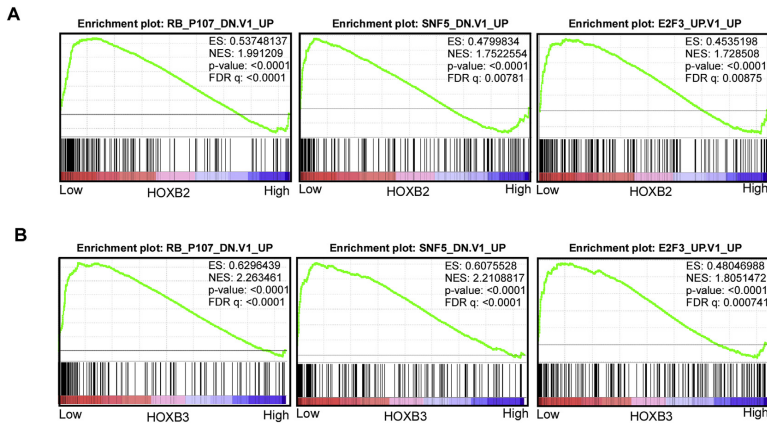 A
Enrichment plot: RB_P107_DN.V1_UP
ES: 0.53748137
NES: 1.991209
p-value: <0.0001
FDR q: <0.0001
Low
HOXB2
High
Enrichment plot: SNF5_DN.V1_UP
ES: 0.4799834
NES: 1.7522554
p-value: <0.0001
FDR q: 0.00781
Low
HOXB2
High
Enrichment plot: E2F3_UP.V1_UP
ES: 0.4535198
NES: 1.728508
p-value: <0.0001
FDR q: 0.00875
Low
HOXB2
High
B
Enrichment plot: RB_P107_DN.V1_UP
ES: 0.6296439
NES: 2.263461
p-value: <0.0001
FDR q: <0.0001
Low
HOXB3
High
Enrichment plot: SNF5_DN.V1_UP
ES: 0.6075528
NES: 2.2108817
p-value: <0.0001
FDR q: <0.0001
Low
HOXB3
High
Enrichment plot: E2F3_UP.V1_UP
ES: 0.48046988
NES: 1.8051472
p-value: <0.0001
FDR q: 0.000741
Low
HOXB3
High